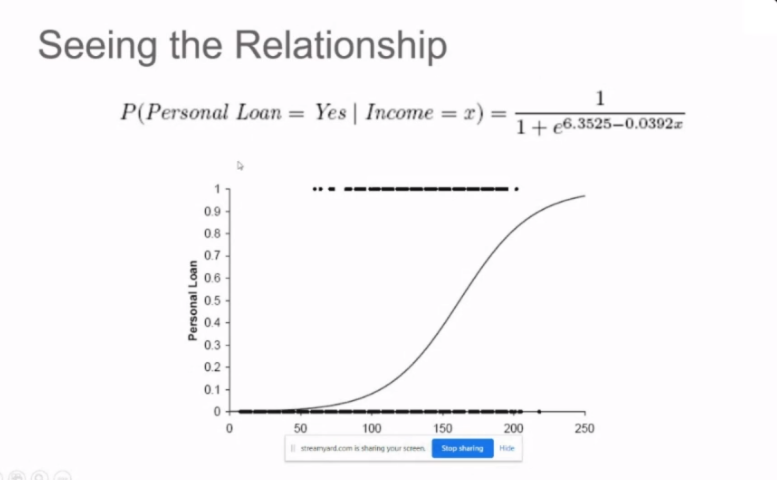 Seeing the Relationship
P(Personal Loan = Yes | Income = x) = 1 / 1 + e^6.3525−0.0392x
1
0.9
0.8
0.7
0.6
0.5
0.4
0.3
0.2
0.1
0
Personal Loan
0 50 100 150 200 250
streamyard.com is sharing your screen. Stop sharing Hide